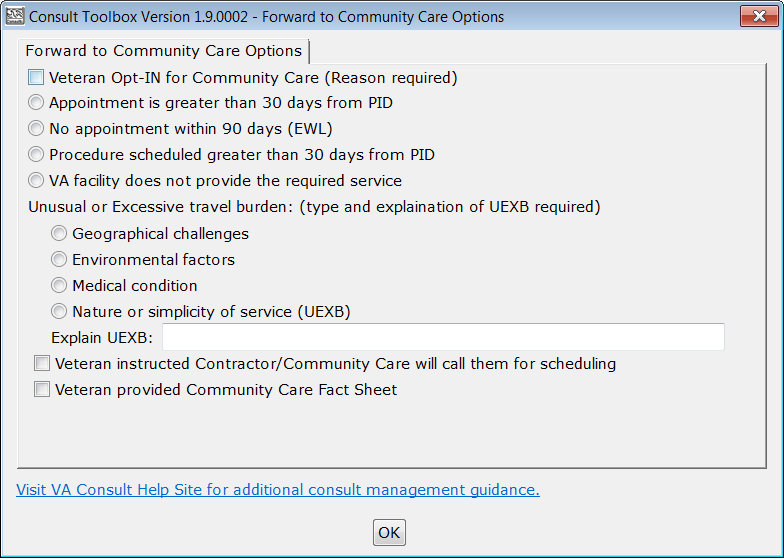 Consult Toolbox Version 1.9.0002 - Forward to Community Care Options
Forward to Community Care Options
Veteran Opt-IN for Community Care (Reason required)
Appointment is greater than 30 days from PID
No appointment within 90 days (EWL)
Procedure scheduled greater than 30 days from PID
VA facility does not provide the required service
Unusual or Excessive travel burden: (type and explaination of UEXB required)
Geographical challenges
Environmental factors
Medical condition
Nature or simplicity of service (UEXB)
Explain UEXB:
Veteran instructed Contractor/Community Care will call them for scheduling
Veteran provided Community Care Fact Sheet
Visit VA Consult Help Site for additional consult management guidance.
OK